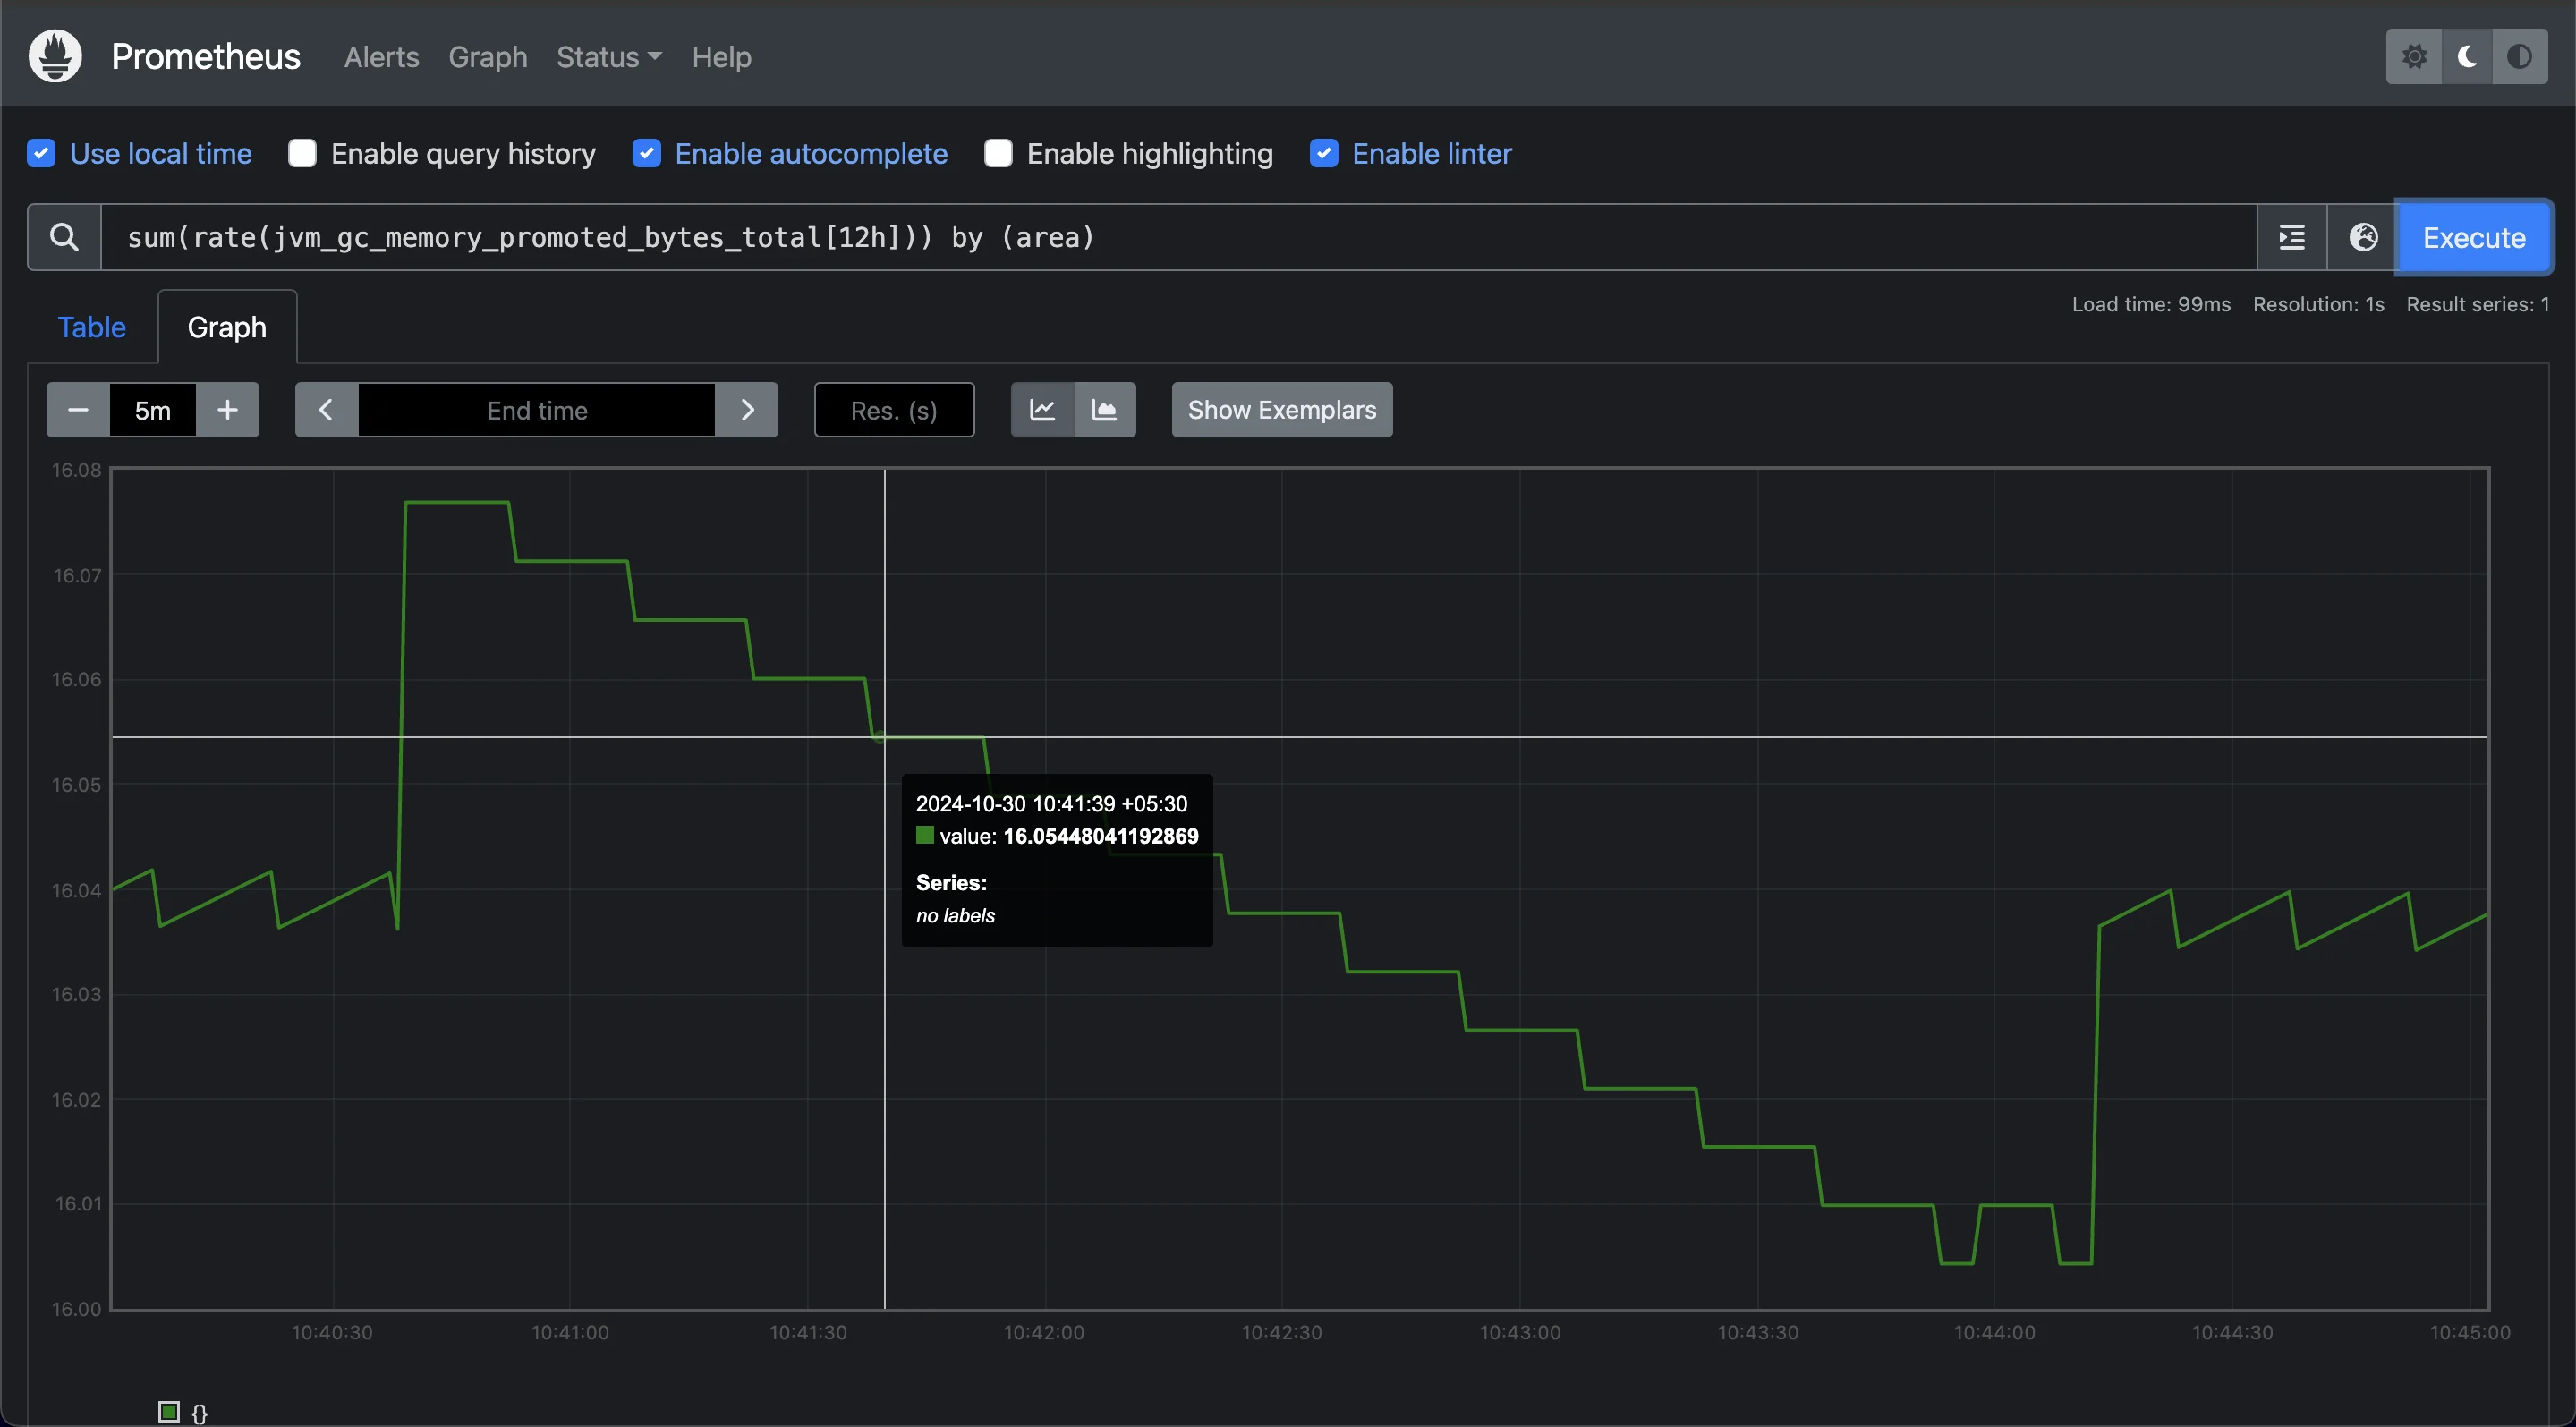 Prometheus Alerts Graph Status Help
Use local time Enable query history Enable autocomplete Enable highlighting Enable linter
sum(rate(jvm_gc_memory_promoted_bytes_total[12h])) by (area) Execute
Load time: 99ms Resolution: 1s Result series: 1
Table Graph
5m End time Res. (s) Show Exemplars
16.08
16.07
16.06
16.05
16.04
16.03
16.02
16.01
16.00
2024-10-30 10:41:39 +05:30
value: 16.05448041192869
Series:
no labels
10:40:30 10:41:00 10:41:30 10:42:00 10:42:30 10:43:00 10:43:30 10:44:00 10:44:30 10:45:00
{}